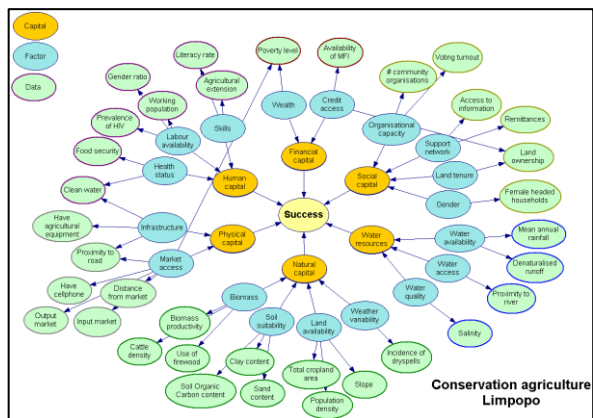 Capital
Factor
Data
Literacy rate
Poverty level
Availability
of MFI
Voting turnout
Gender ratio
Agricultural
extension
# community
organisations
Working
population
Wealth
Credit
access
Access to
information
Prevalence
of HIV
Skills
Organisational
capacity
Remittances
Labour
availability
Support
network
Food security
Financial
capital
Land
ownership
Health
status
Human
capital
Social
capital
Land tenure
Clean water
Gender
Female headed
households
Success
Have
agricultural
equipment
Infrastructure
Physical
capital
Water
resources
Water
availability
Mean annual
rainfall
Proximity to
road
Market
access
Natural
capital
Water
access
Denaturalised
runoff
Have
cellphone
Distance
from market
Biomass
Water
quality
Proximity to
river
Output
market
Input market
Biomass
productivity
Soil
suitability
Land
availability
Weather
variability
Salinity
Cattle
density
Use of
firewood
Clay content
Incidence of
dryspells
Soil Organic
Carbon content
Sand
content
Total cropland
area
Slope
Population
density
Conservation agriculture
Limpopo